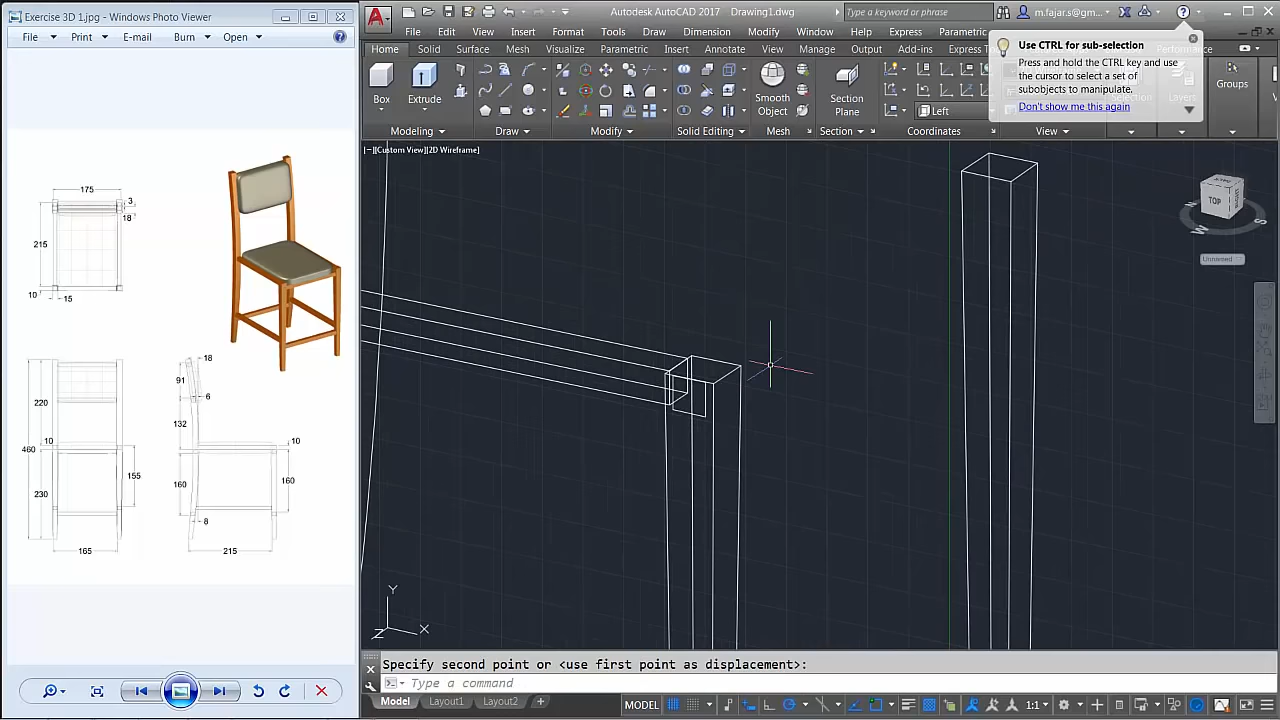 Exercise 3D 1.jpg - Windows Photo Viewer
File Print E-mail Burn Open
175
3
18
215
10
15
18
91
220
6
132
10
460
10
155
160
160
230
8
165
215
Autodesk AutoCAD 2017 Drawing1.dwg
Type a keyword or phrase
m.fajar.s@gm...
File Edit View Insert Format Tools Draw Dimension Modify Window Help Express Parametric
Home Solid Surface Mesh Visualize Parametric Insert Annotate View Manage Output Add-ins Express
Box
Extrude
Smooth
Object
Section
Plane
Left
Groups
Modeling Draw Modify Solid Editing Mesh Section Coordinates View
Use CTRL for sub-selection
Press and hold the CTRL key and use
the cursor to select a set of
subobjects to manipulate.
Don't show me this again
[−][Custom View][2D Wireframe]
TOP
W
S
Unnamed
Y
X
Z
Specify second point or <use first point as displacement>:
Type a command
Model Layout1 Layout2 +
MODEL
1:1